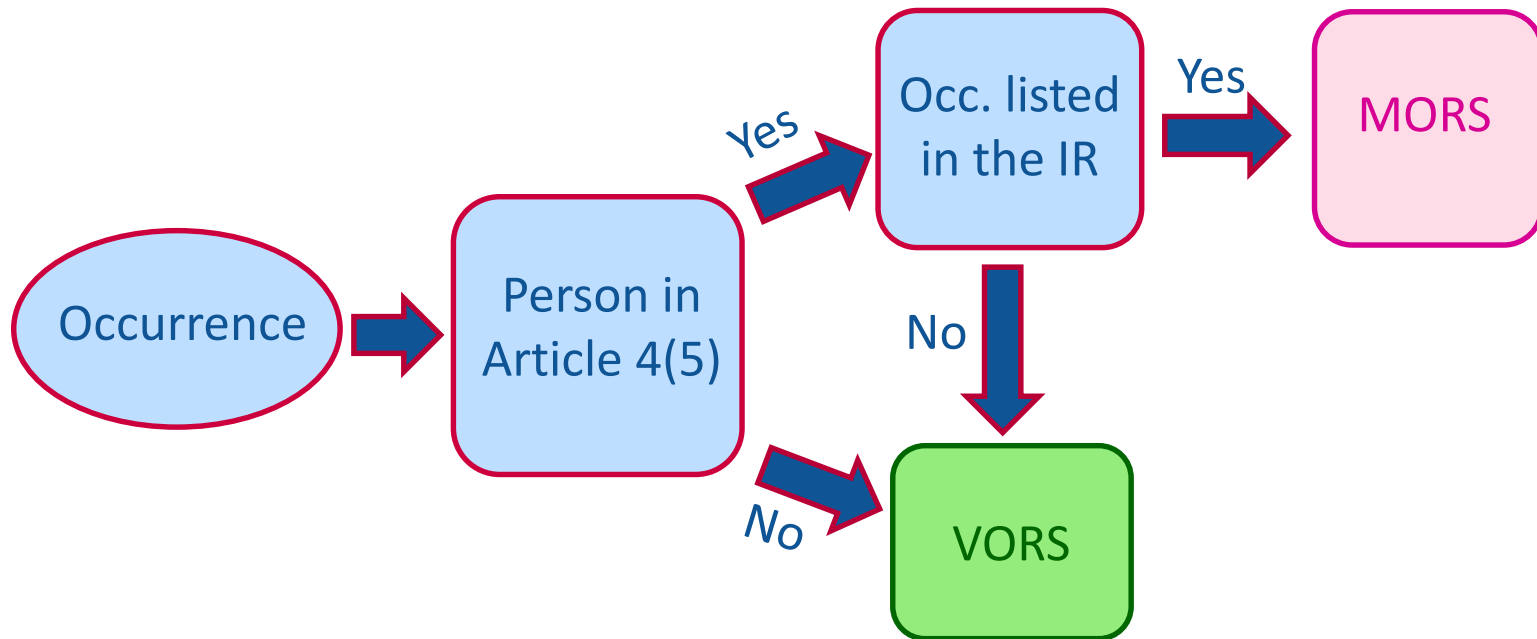 Occurrence
Person in
Article 4(5)
Yes
No
Occ. listed
in the IR
Yes
No
MORS
VORS